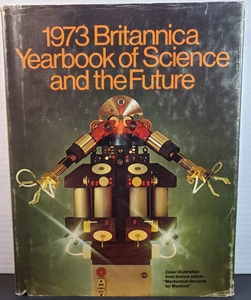 1973 Britannica
Yearbook of Science
and the Future
Cover illustration
from feature article
"Mechanical Servants
for Mankind"